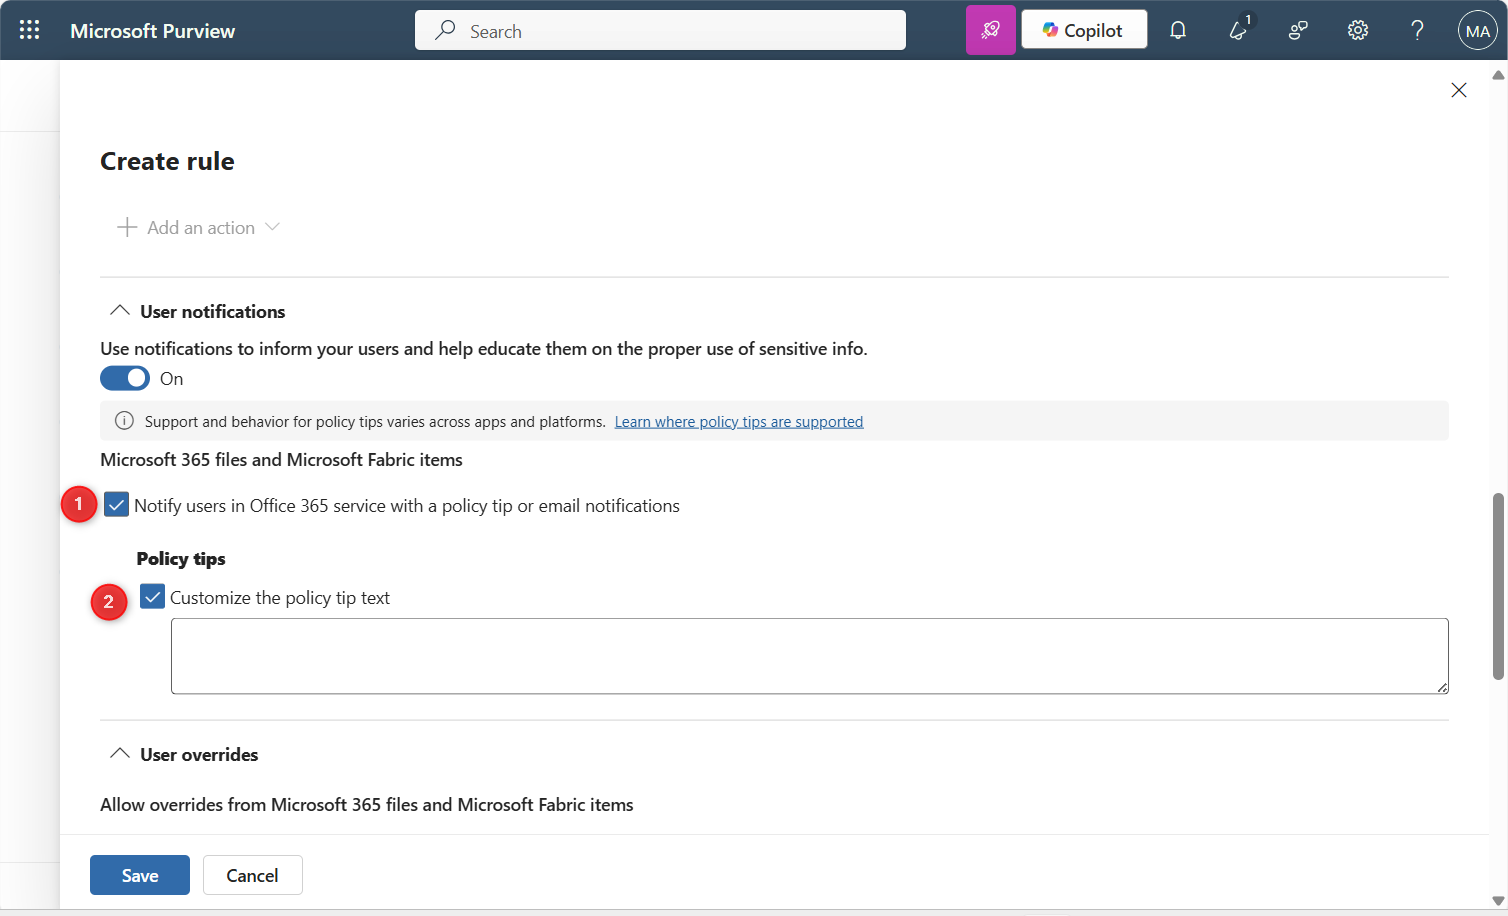 Microsoft Purview
Search
Copilot
1
?
MA
Create rule
Add an action
User notifications
Use notifications to inform your users and help educate them on the proper use of sensitive info.
On
Support and behavior for policy tips varies across apps and platforms. Learn where policy tips are supported
Microsoft 365 files and Microsoft Fabric items
1 Notify users in Office 365 service with a policy tip or email notifications
Policy tips
2 Customize the policy tip text
User overrides
Allow overrides from Microsoft 365 files and Microsoft Fabric items
Save
Cancel